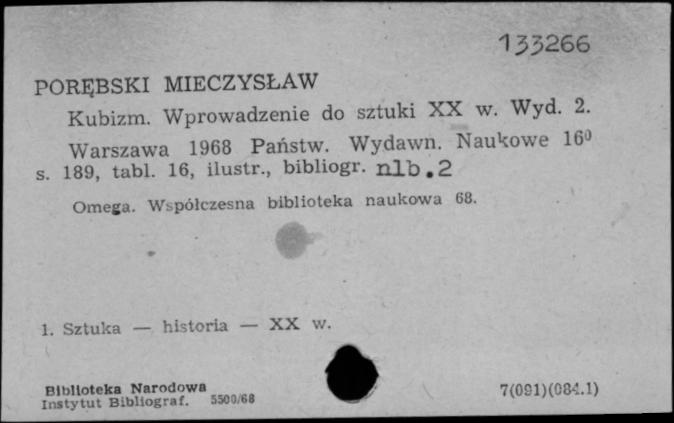 133266
PORĘBSKI MIECZYSŁAW
Kubizm. Wprowadzenie do sztuki XX w. Wyd. 2.
Warszawa 1968 Państw. Wydawn. Naukowe 16⁰
s. 189, tabl. 16, ilustr., bibliogr. nlb.2
Omega. Współczesna biblioteka naukowa 68.
1. Sztuka — historia — XX w.
Biblioteka Narodowa
Instytut Bibliograf. 5500/68
7(091)(084.1)